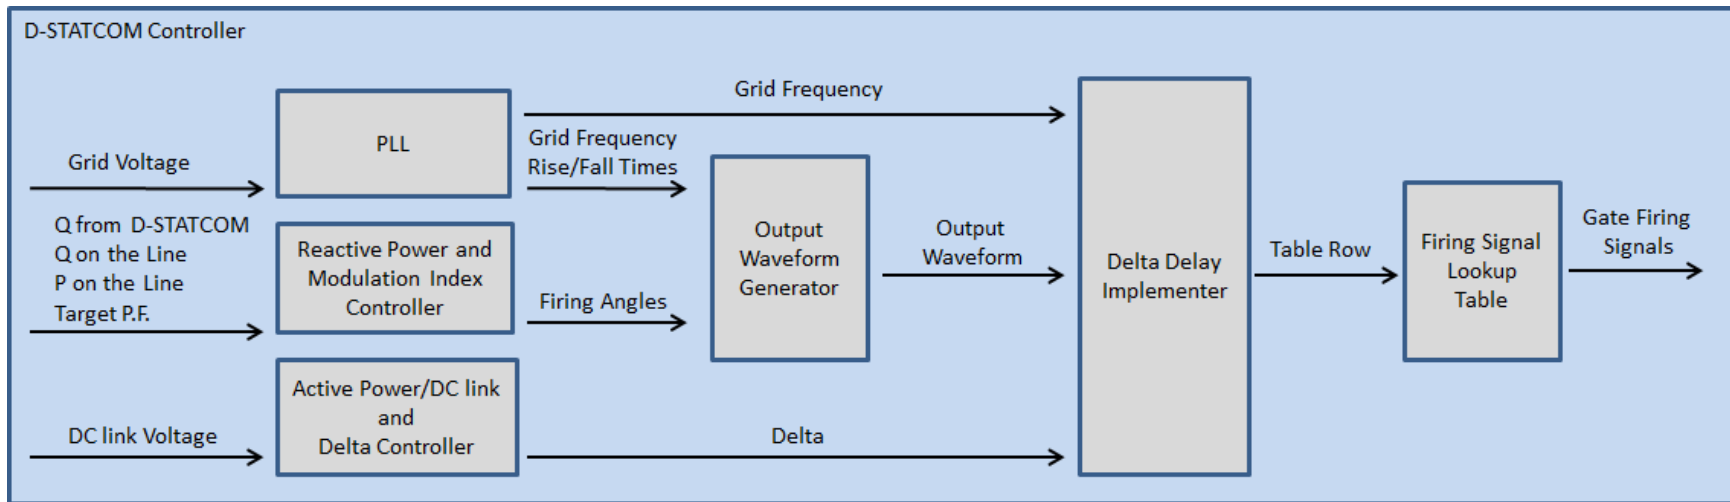 D-STATCOM Controller
Grid Voltage
Q from D-STATCOM
Q on the Line
P on the Line
Target P.F.
DC link Voltage
PLL
Reactive Power and
Modulation Index
Controller
Active Power/DC link
and
Delta Controller
Grid Frequency
Grid Frequency
Rise/Fall Times
Firing Angles
Delta
Output
Waveform
Generator
Output
Waveform
Delta Delay
Implementer
Table Row
Firing Signal
Lookup
Table
Gate Firing
Signals